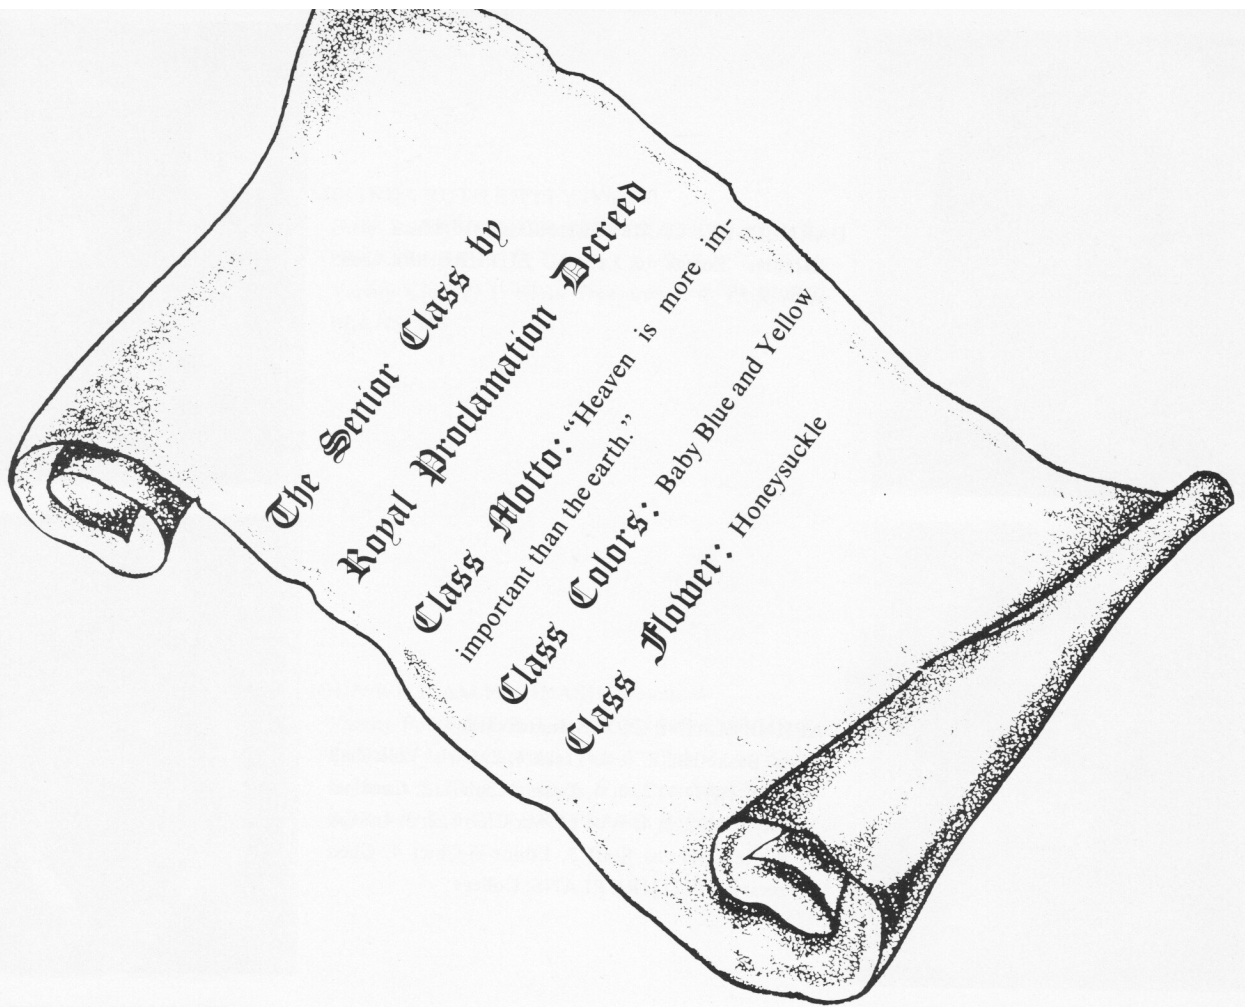 The Senior Class by
Royal Proclamation Decreed
Class Motto: “Heaven is more im-
important than the earth.”
Class Colors: Baby Blue and Yellow
Class Flower: Honeysuckle